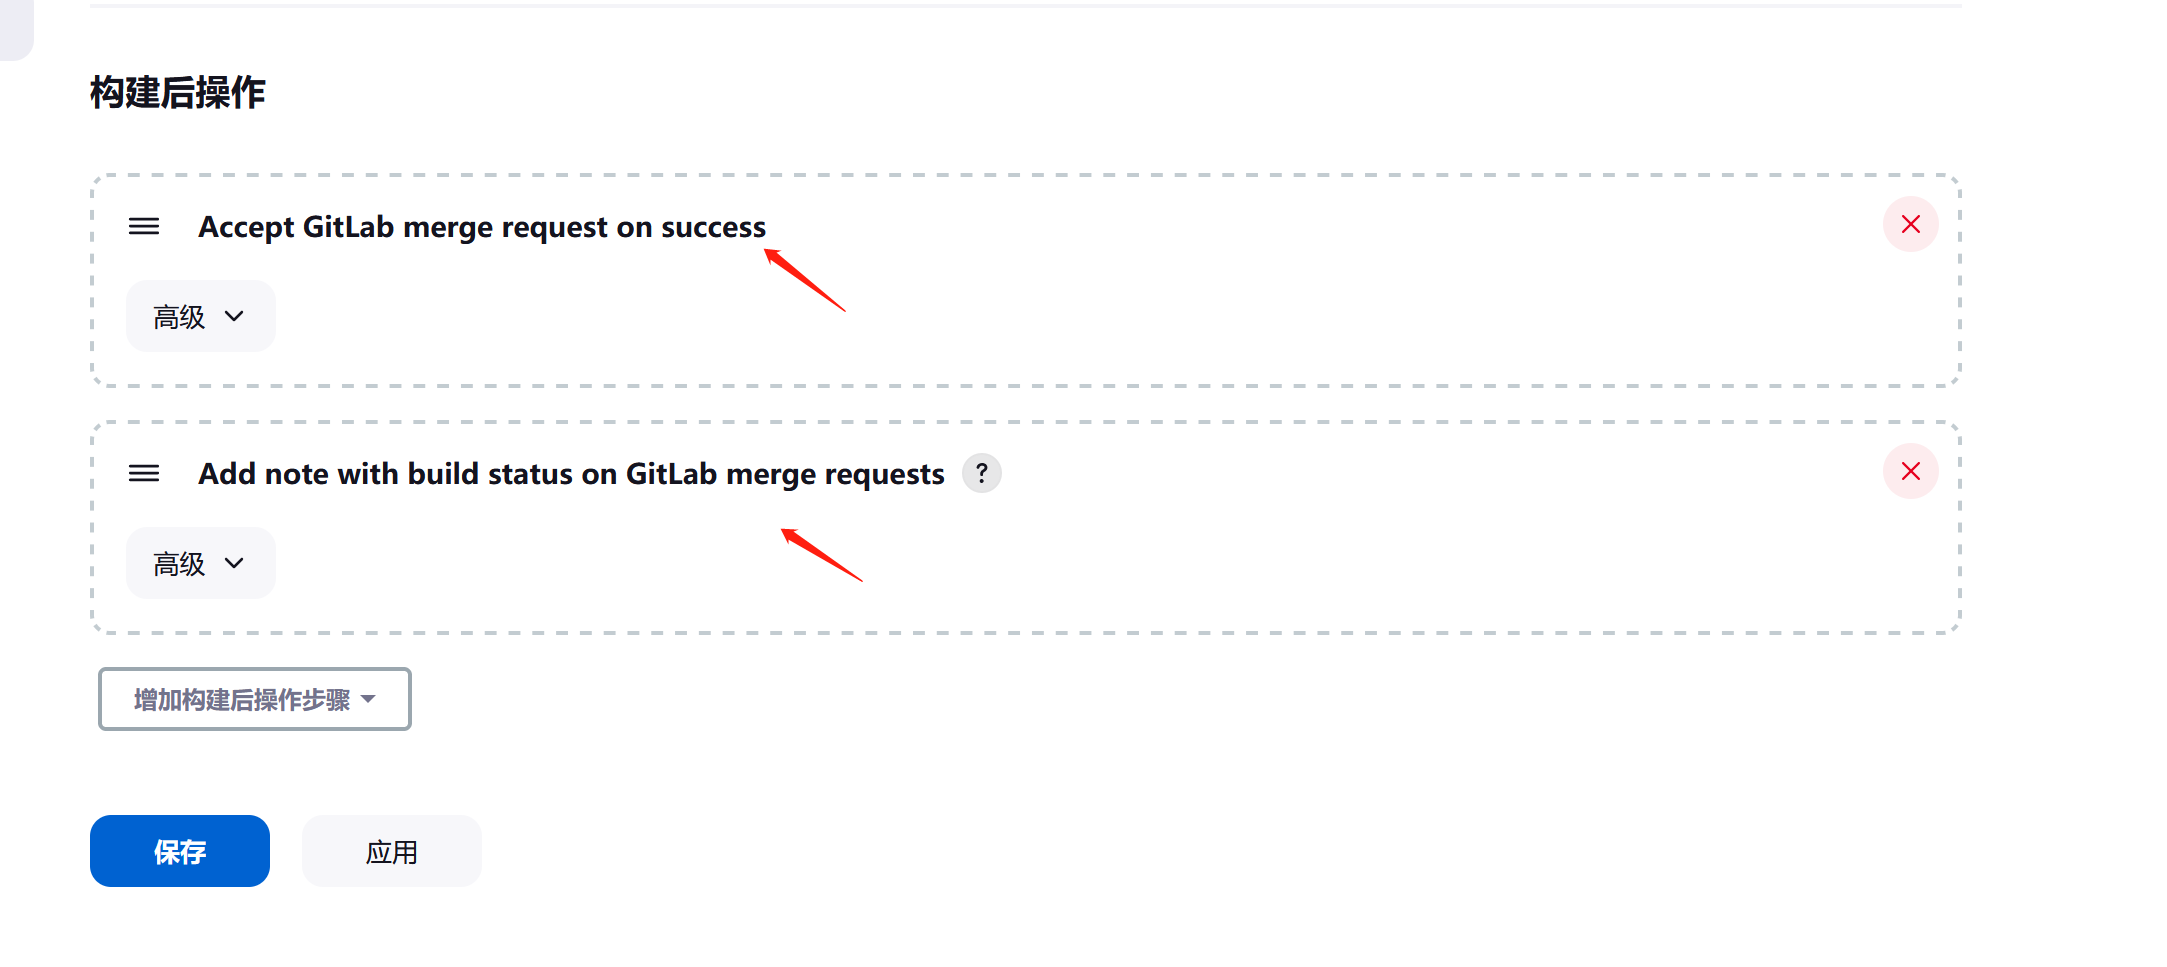 构建后操作
Accept GitLab merge request on success
高级
Add note with build status on GitLab merge requests ?
高级
增加构建后操作步骤
保存 应用